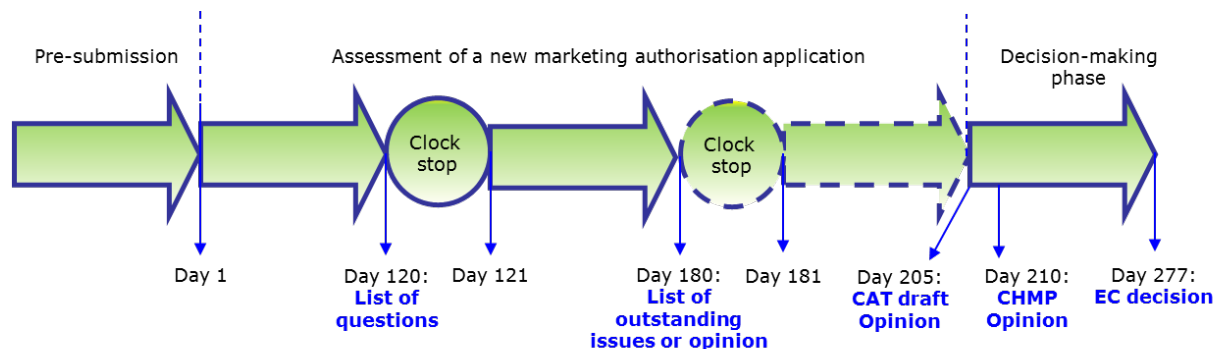 Pre-submission
Assessment of a new marketing authorisation application
Decision-making
phase
Clock
stop
Clock
stop
Day 1
Day 120:
List of
questions
Day 121
Day 180:
List of
outstanding
issues or opinion
Day 181
Day 205:
CAT draft
Opinion
Day 210:
CHMP
Opinion
Day 277:
EC decision